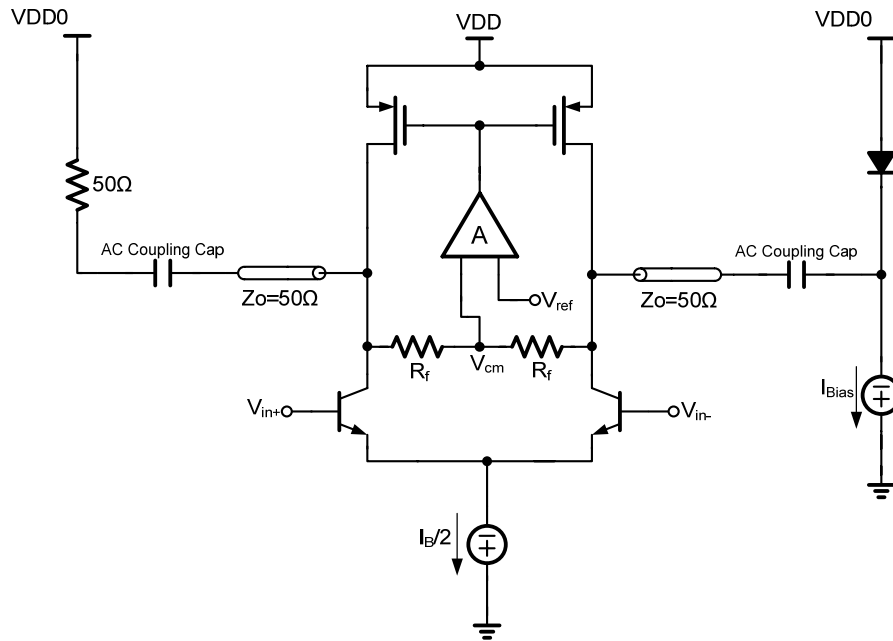 VDD0
VDD
VDD0
50Ω
AC Coupling Cap
Zo=50Ω
A
Vref
Zo=50Ω
AC Coupling Cap
Rf
Vcm
Rf
Vin+
Vin-
IBias
IB/2